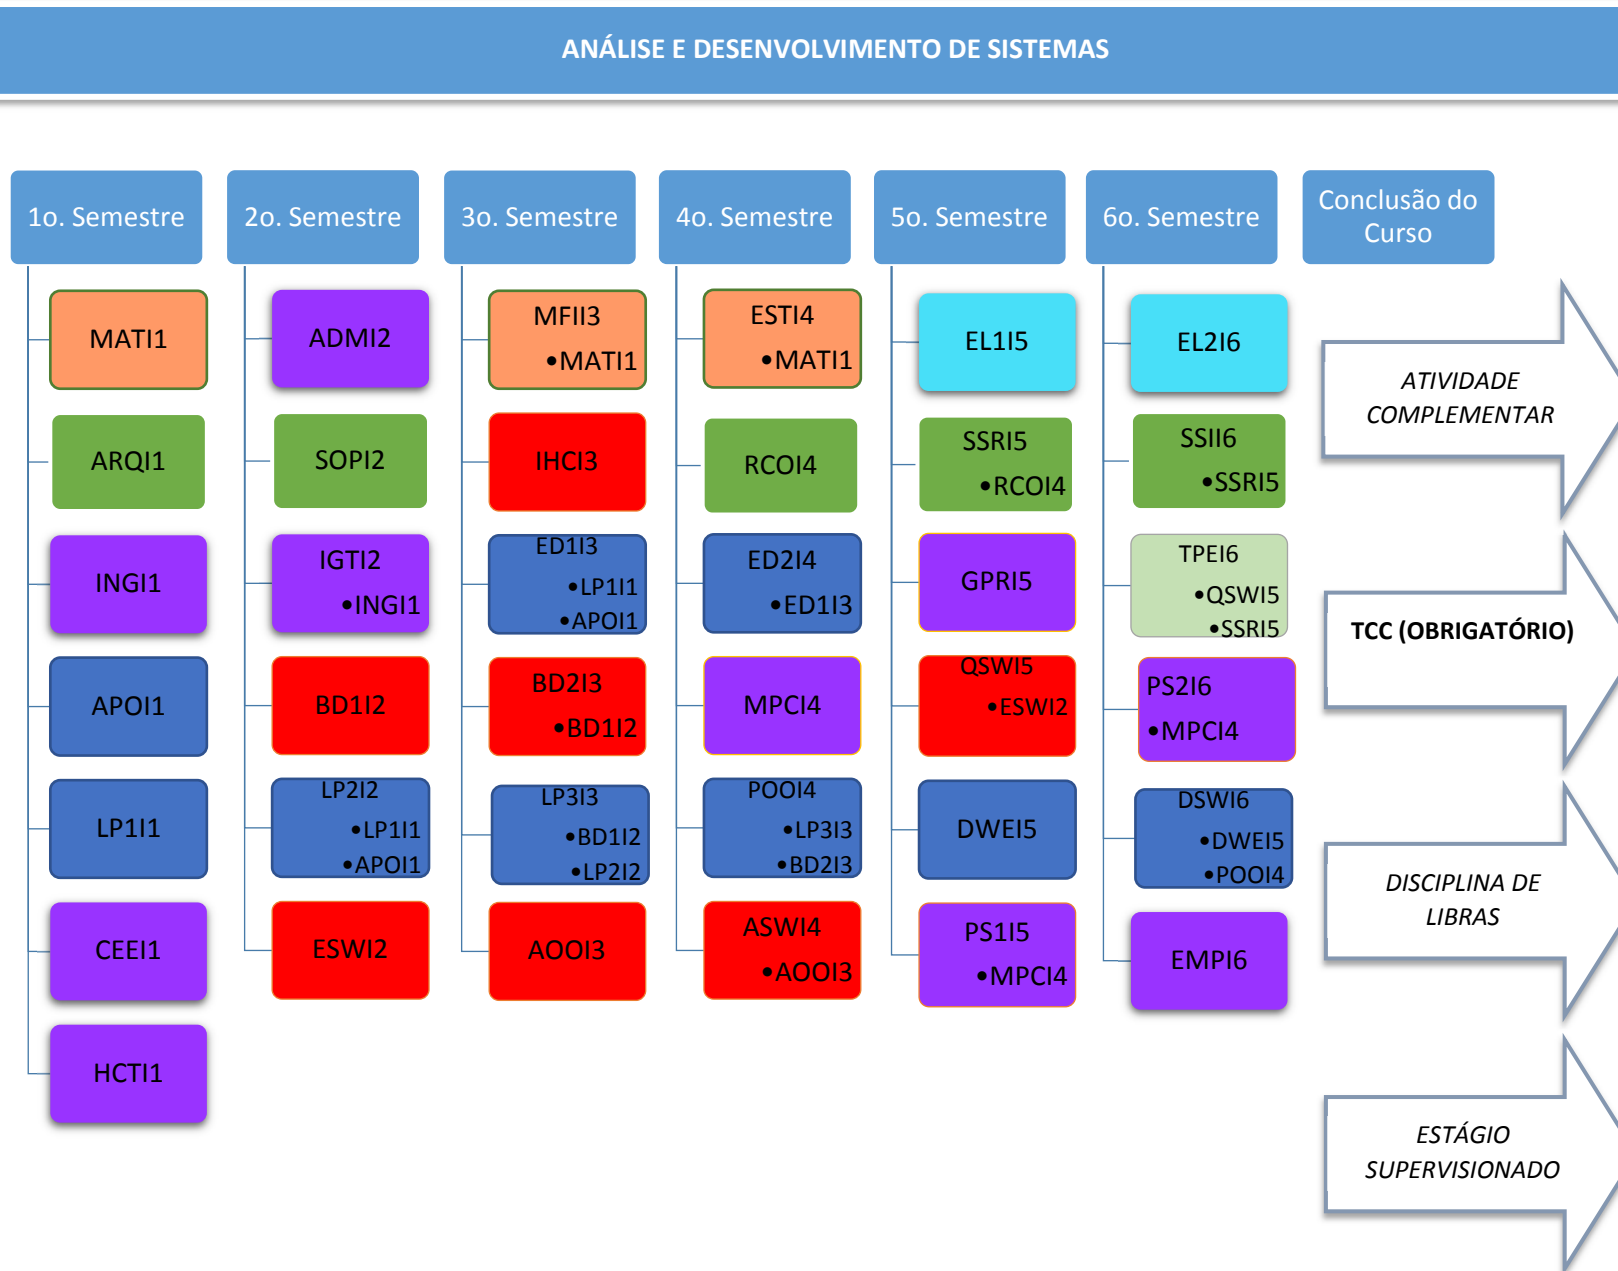 ANÁLISE E DESENVOLVIMENTO DE SISTEMAS
1o. Semestre
MATI1
ARQI1
INGI1
APOI1
LP1I1
CEEI1
HCTI1
2o. Semestre
ADMI2
SOPI2
IGTI2
•INGI1
BD1I2
LP2I2
•LP1I1
•APOI1
ESWI2
3o. Semestre
MFII3
•MATI1
IHCI3
ED1I3
•LP1I1
•APOI1
BD2I3
•BD1I2
LP3I3
•BD1I2
•LP2I2
AOOI3
4o. Semestre
ESTI4
•MATI1
RCOI4
ED2I4
•ED1I3
MPCI4
POOI4
•LP3I3
•BD2I3
ASWI4
•AOOI3
5o. Semestre
EL1I5
SSRI5
•RCOI4
GPRI5
QSWI5
•ESWI2
DWEI5
PS1I5
•MPCI4
6o. Semestre
EL2I6
SSII6
•SSRI5
TPEI6
•QSWI5
•SSRI5
PS2I6
•MPCI4
DSWI6
•DWEI5
•POOI4
EMPI6
Conclusão do
Curso
ATIVIDADE
COMPLEMENTAR
TCC (OBRIGATÓRIO)
DISCIPLINA DE
LIBRAS
ESTÁGIO
SUPERVISIONADO